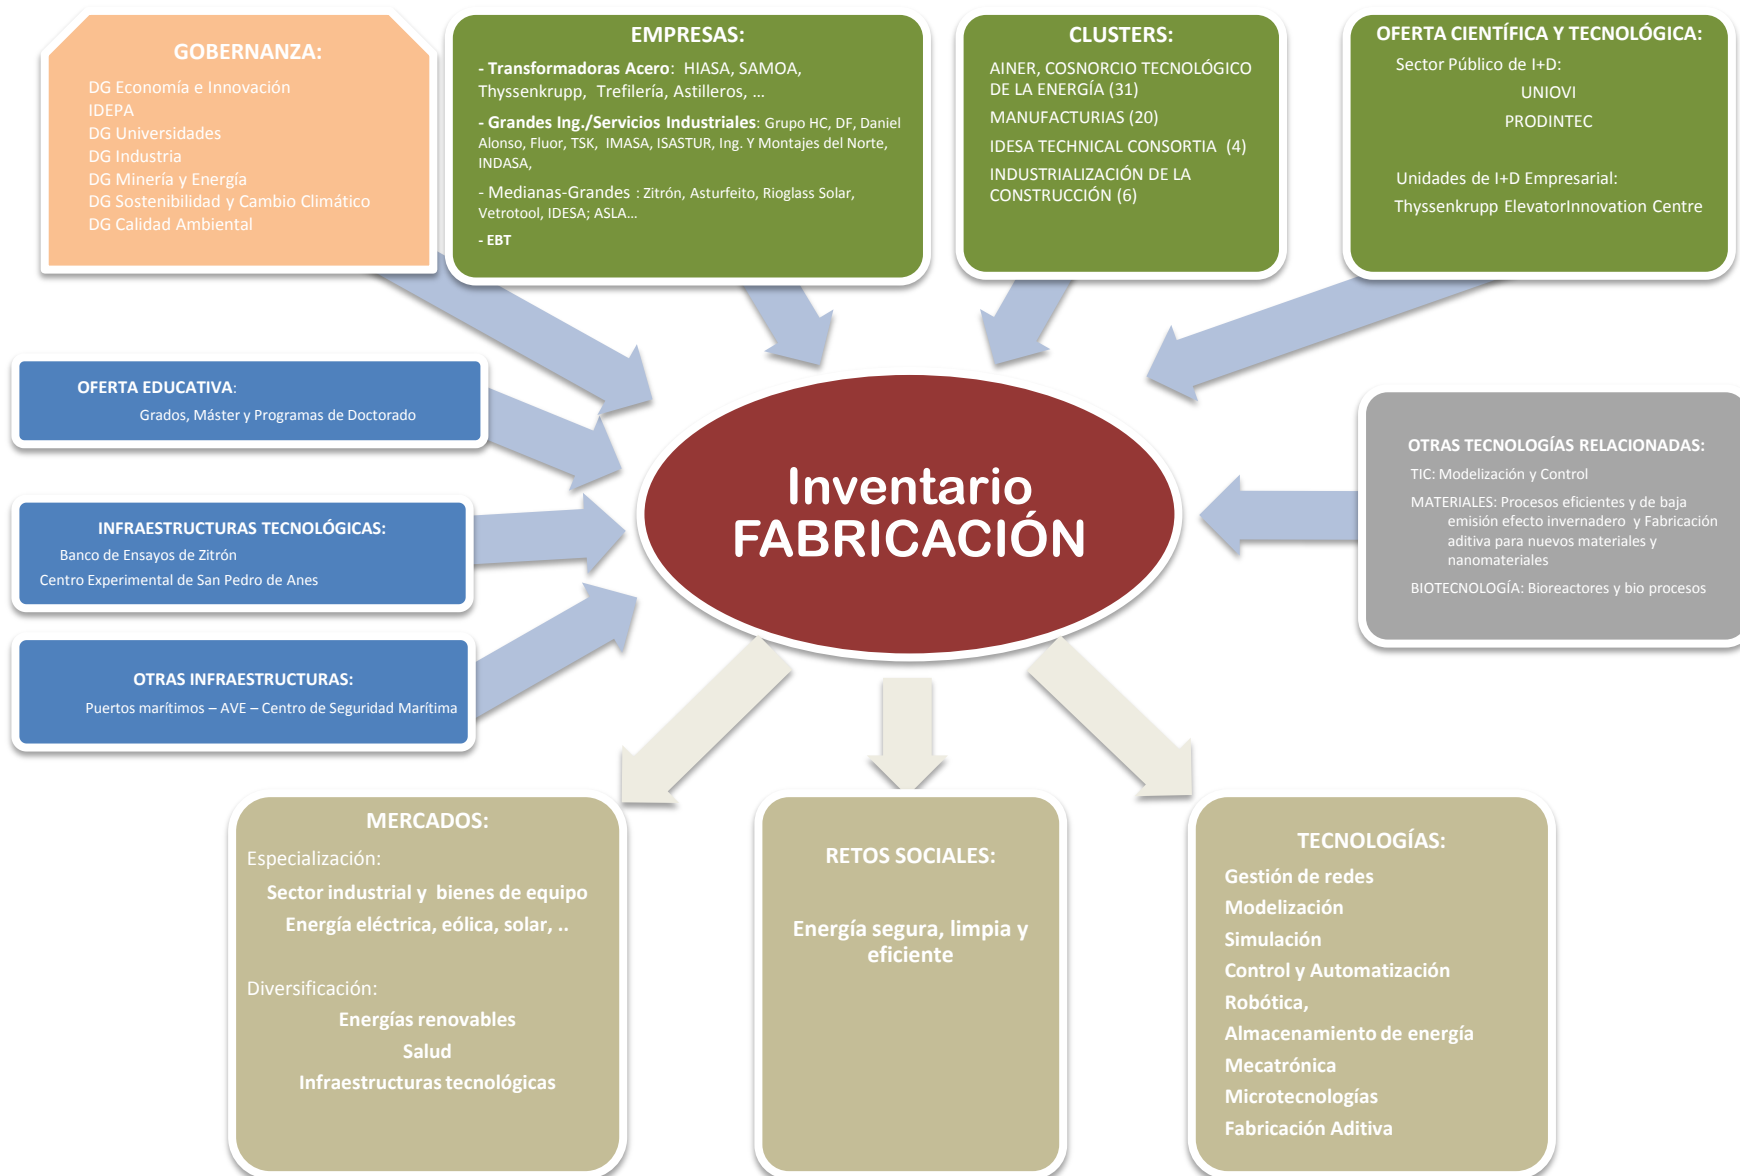 GOBERNANZA:
DG Economía e Innovación
IDEPA
DG Universidades
DG Industria
DG Minería y Energía
DG Sostenibilidad y Cambio Climático
DG Calidad Ambiental
EMPRESAS:
- Transformadoras Acero: HIASA, SAMOA,
Thyssenkrupp, Trefilería, Astilleros, ...
- Grandes Ing./Servicios Industriales: Grupo HC, DF, Daniel
Alonso, Fluor, TSK, IMASA, ISASTUR, Ing. Y Montajes del Norte,
INDASA,
- Medianas-Grandes : Zitrón, Asturfeito, Rioglass Solar,
Vetrotool, IDESA; ASLA...
- EBT
CLUSTERS:
AINER, COSNORCIO TECNOLÓGICO
DE LA ENERGÍA (31)
MANUFACTURIAS (20)
IDESA TECHNICAL CONSORTIA (4)
INDUSTRIALIZACIÓN DE LA
CONSTRUCCIÓN (6)
OFERTA CIENTÍFICA Y TECNOLÓGICA:
Sector Público de I+D:
UNIOVI
PRODINTEC
Unidades de I+D Empresarial:
Thyssenkrupp ElevatorInnovation Centre
OFERTA EDUCATIVA:
Grados, Máster y Programas de Doctorado
INFRAESTRUCTURAS TECNOLÓGICAS:
Banco de Ensayos de Zitrón
Centro Experimental de San Pedro de Anes
OTRAS INFRAESTRUCTURAS:
Puertos marítimos – AVE – Centro de Seguridad Marítima
Inventario
FABRICACIÓN
OTRAS TECNOLOGÍAS RELACIONADAS:
TIC: Modelización y Control
MATERIALES: Procesos eficientes y de baja
emisión efecto invernadero y Fabricación
aditiva para nuevos materiales y
nanomateriales
BIOTECNOLOGÍA: Bioreactores y bio procesos
MERCADOS:
Especialización:
Sector industrial y bienes de equipo
Energía eléctrica, eólica, solar, ..
Diversificación:
Energías renovables
Salud
Infraestructuras tecnológicas
RETOS SOCIALES:
Energía segura, limpia y
eficiente
TECNOLOGÍAS:
Gestión de redes
Modelización
Simulación
Control y Automatización
Robótica,
Almacenamiento de energía
Mecatrónica
Microtecnologías
Fabricación Aditiva